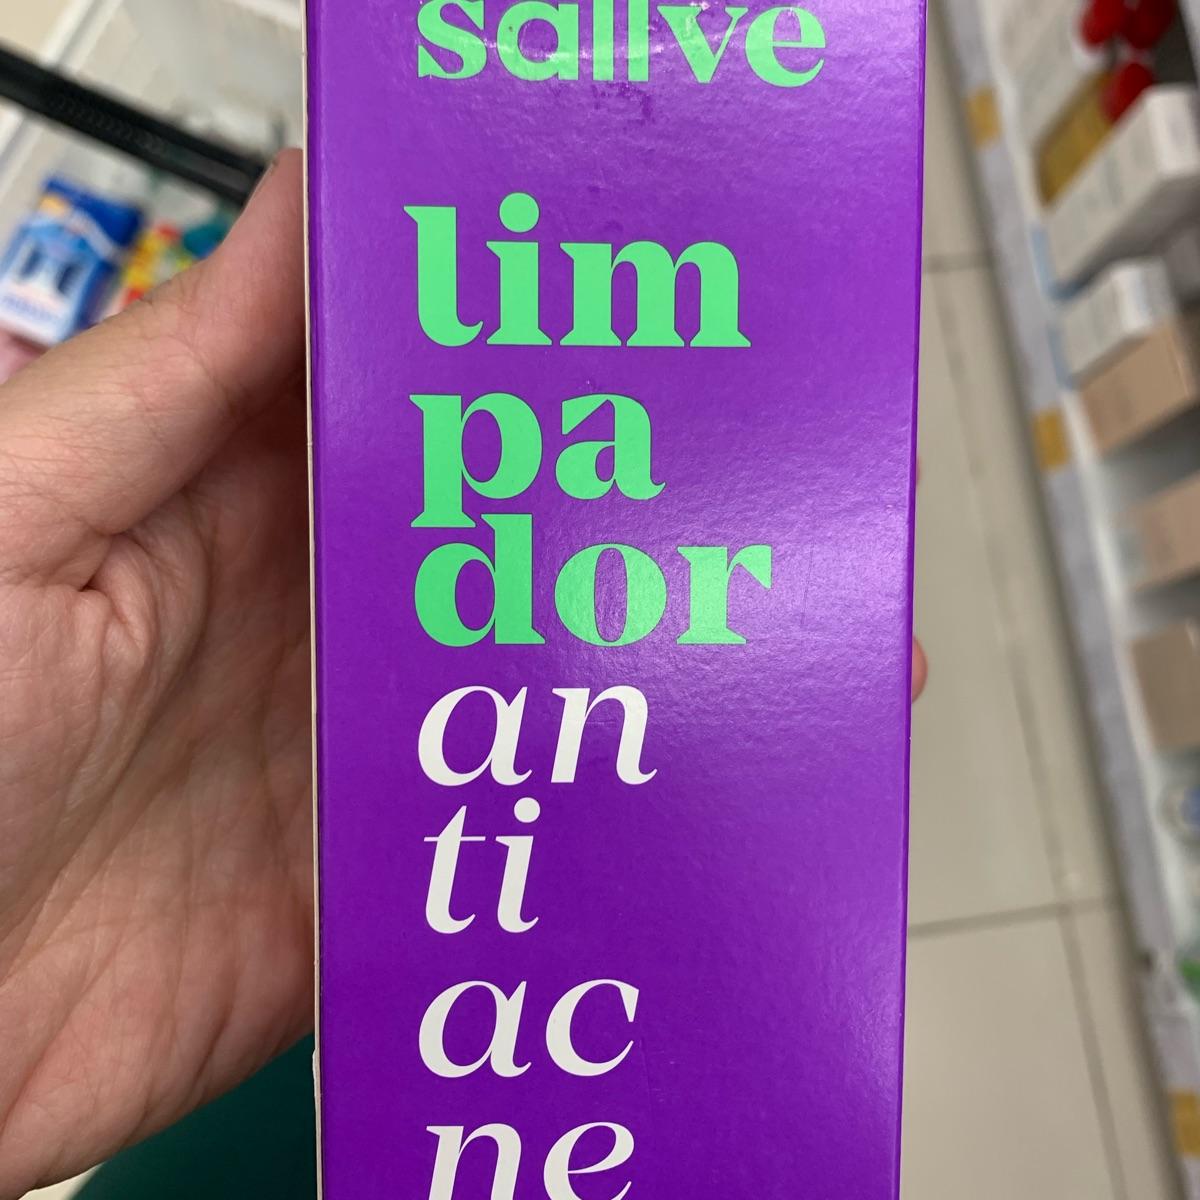 sallve
lim
pa
dor
an
ti
ac
ne